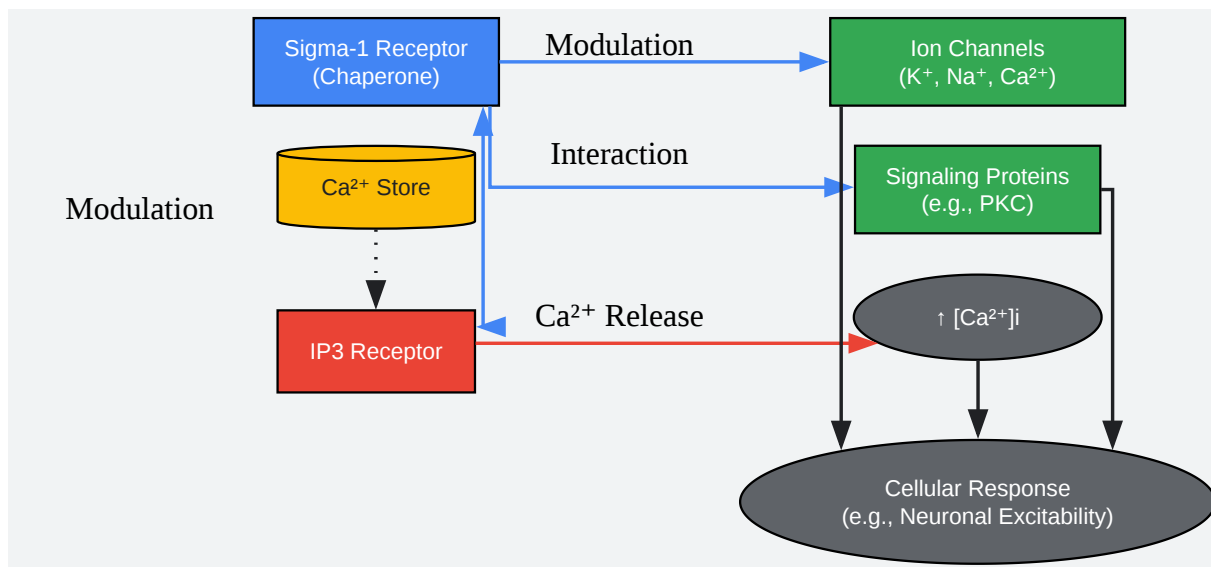 Sigma-1 Receptor
(Chaperone)
Modulation
Ion Channels
(K⁺, Na⁺, Ca²⁺)
Interaction
Ca²⁺ Store
Signaling Proteins
(e.g., PKC)
Modulation
Ca²⁺ Release
↑ [Ca²⁺]i
IP3 Receptor
Cellular Response
(e.g., Neuronal Excitability)